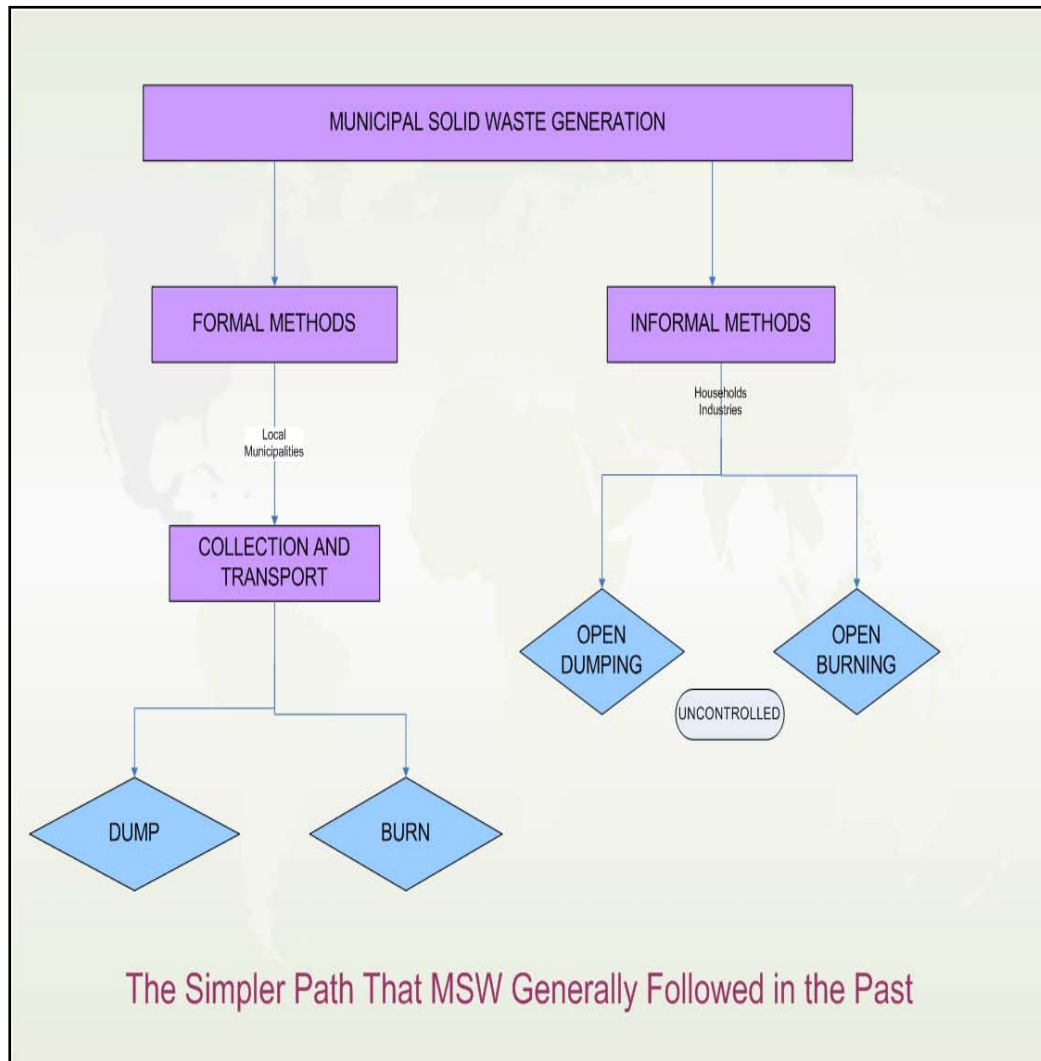 MUNICIPAL SOLID WASTE GENERATION
FORMAL METHODS
INFORMAL METHODS
Households
Industries
Local
Municipalities
COLLECTION AND
TRANSPORT
OPEN
DUMPING
OPEN
BURNING
UNCONTROLLED
DUMP
BURN
The Simpler Path That MSW Generally Followed in the Past